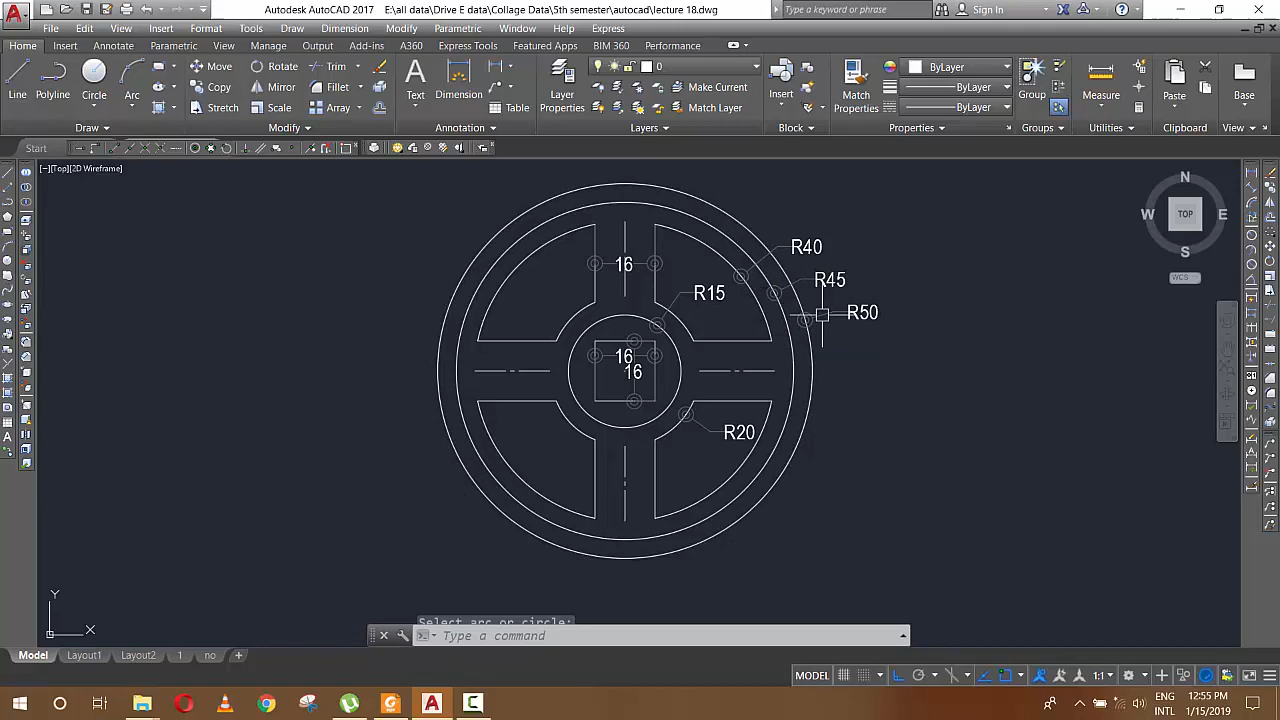 Autodesk AutoCAD 2017 E:\all data\Drive E data\Collage Data\5th semester\autocad\lecture 18.dwg
Type a keyword or phrase
Sign In
File Edit View Insert Format Tools Draw Dimension Modify Parametric Window Help Express
Home Insert Annotate Parametric View Manage Output Add-ins A360 Express Tools Featured Apps BIM 360 Performance
Line Polyline Circle Arc
Move Rotate Trim
Copy Mirror Fillet
Stretch Scale Array
Text Dimension Table
Layer Properties
0
Make Current
Match Layer
Insert
Match Properties
ByLayer
ByLayer
ByLayer
Group Measure Paste Base
Draw Modify Annotation Layers Block Properties Groups Utilities Clipboard View
Start
[−][Top][2D Wireframe]
N
W TOP E
S
WCS
R40
16
R45
R15
R50
16
16
R20
Y
X
Select arc or circle:
Type a command
Model Layout1 Layout2 1 no
MODEL 1:1
ENG 12:55 PM
INTL 1/15/2019